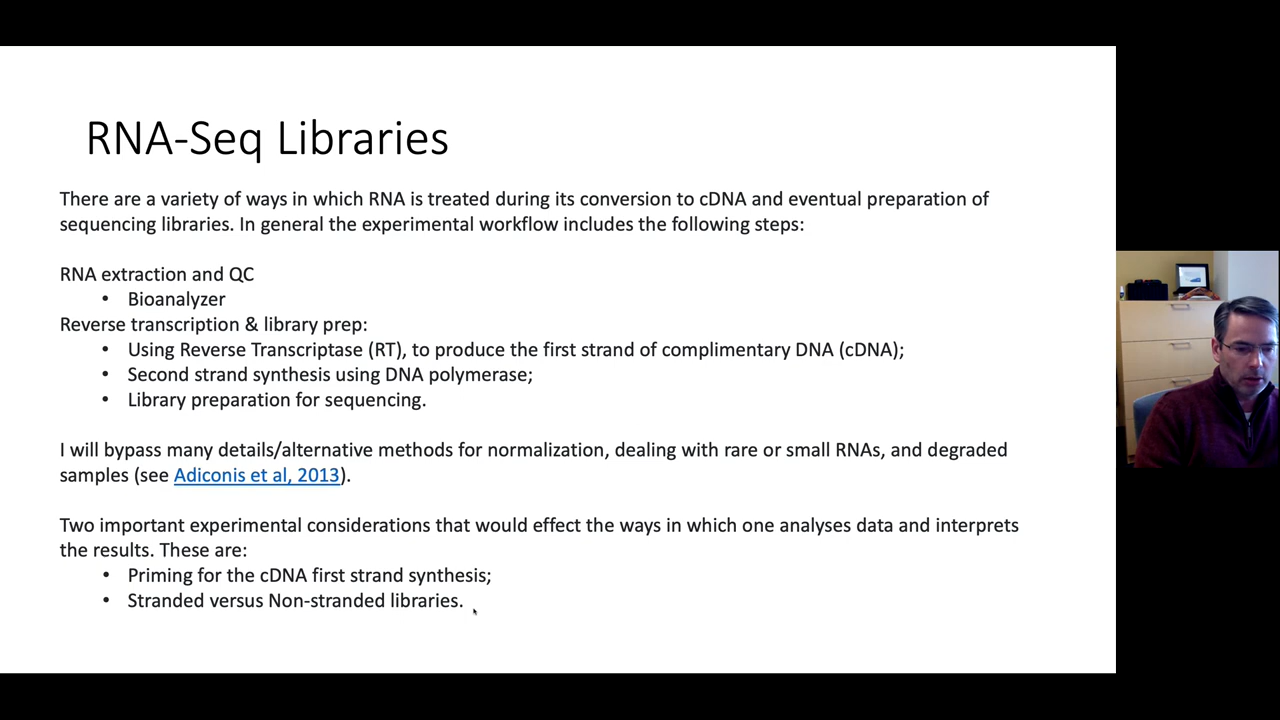 RNA-Seq Libraries
There are a variety of ways in which RNA is treated during its conversion to cDNA and eventual preparation of
sequencing libraries. In general the experimental workflow includes the following steps:
RNA extraction and QC
• Bioanalyzer
Reverse transcription & library prep:
• Using Reverse Transcriptase (RT), to produce the first strand of complimentary DNA (cDNA);
• Second strand synthesis using DNA polymerase;
• Library preparation for sequencing.
I will bypass many details/alternative methods for normalization, dealing with rare or small RNAs, and degraded
samples (see Adiconis et al, 2013).
Two important experimental considerations that would effect the ways in which one analyses data and interprets
the results. These are:
• Priming for the cDNA first strand synthesis;
• Stranded versus Non-stranded libraries.